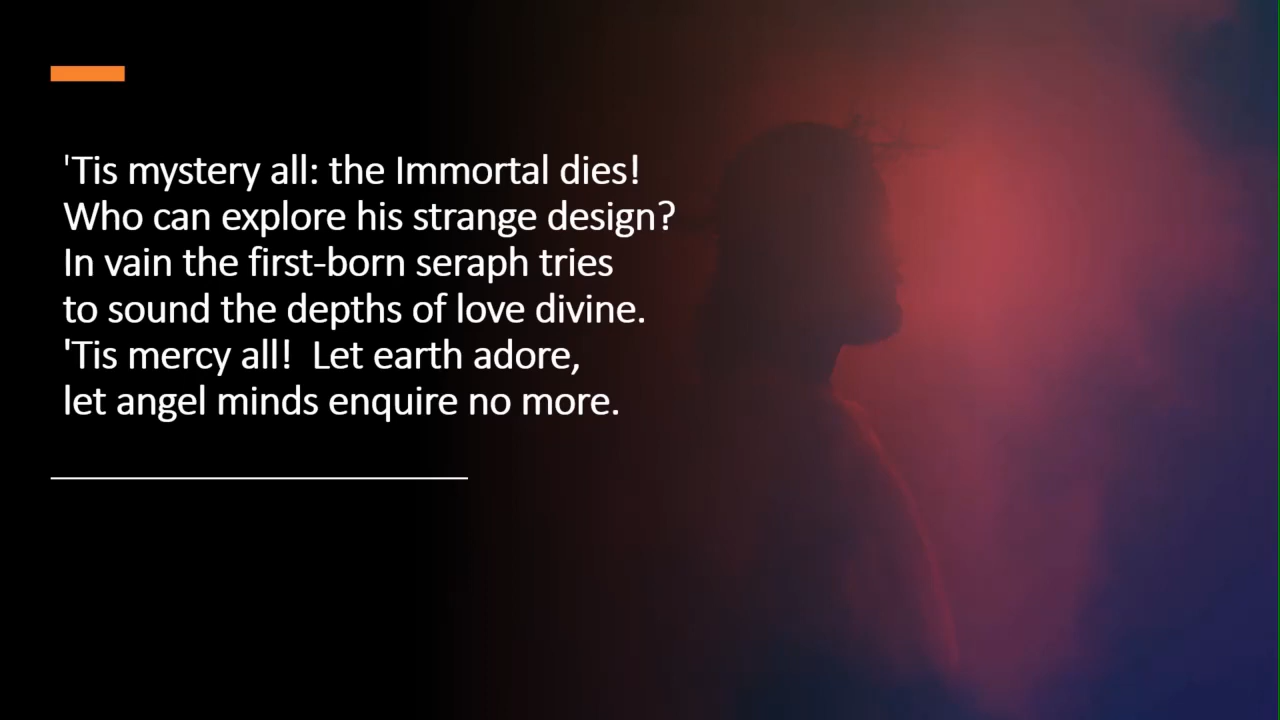 'Tis mystery all: the Immortal dies!
Who can explore his strange design?
In vain the first-born seraph tries
to sound the depths of love divine.
'Tis mercy all!  Let earth adore,
let angel minds enquire no more.